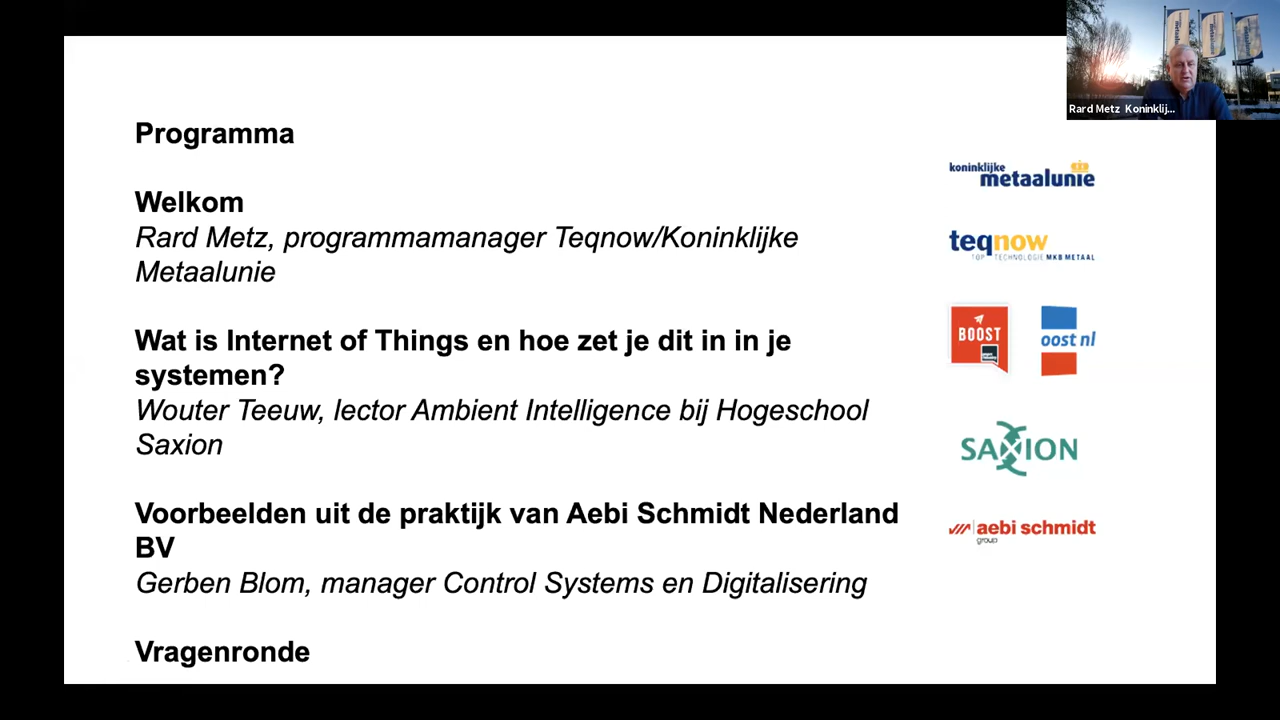 Programma
Welkom
Rard Metz, programmamanager Teqnow/Koninklijke
Metaalunie
Wat is Internet of Things en hoe zet je dit in in je
systemen?
Wouter Teeuw, lector Ambient Intelligence bij Hogeschool
Saxion
Voorbeelden uit de praktijk van Aebi Schmidt Nederland
BV
Gerben Blom, manager Control Systems en Digitalisering
Vragenronde
Rard Metz Koninklij...
koninklijke
metaalunie
teqnow
TOP TECHNOLOGIE MKB METAAL
BOOST
oost nl
SAXION
aebi schmidt
group